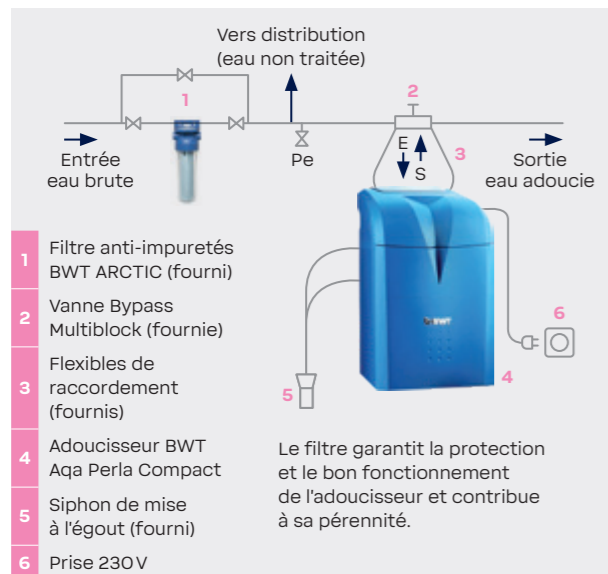 Vers distribution
(eau non traitée)
1
2
Entrée
eau brute
Pe
E
S
3
Sortie
eau adoucie
BWT
6
4
5
1 Filtre anti-impuretés
BWT ARCTIC (fourni)
2 Vanne Bypass
Multiblock (fournie)
3 Flexibles de
raccordement
(fournis)
4 Adoucisseur BWT
Aqa Perla Compact
5 Siphon de mise
à l'égout (fourni)
6 Prise 230 V
Le filtre garantit la protection
et le bon fonctionnement
de l'adoucisseur et contribue
à sa pérennité.